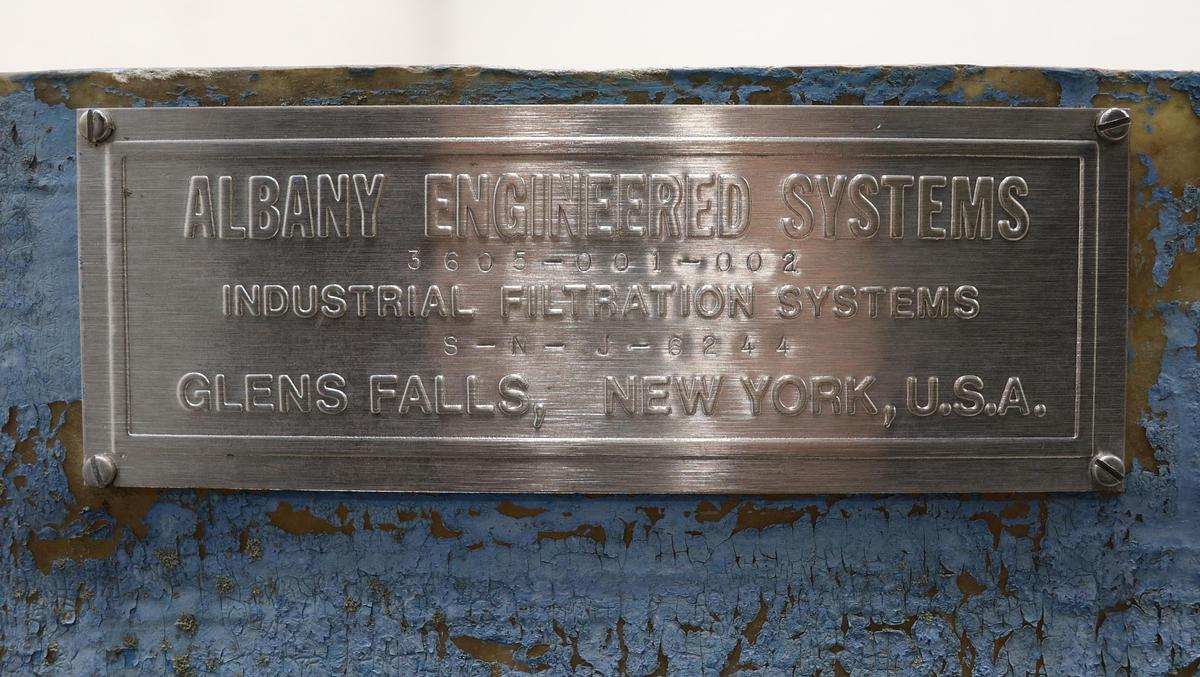 ALBANY ENGINEERED SYSTEMS
3605-001-002
INDUSTRIAL FILTRATION SYSTEMS
S-N-J-6244
GLENS FALLS, NEW YORK, U.S.A.